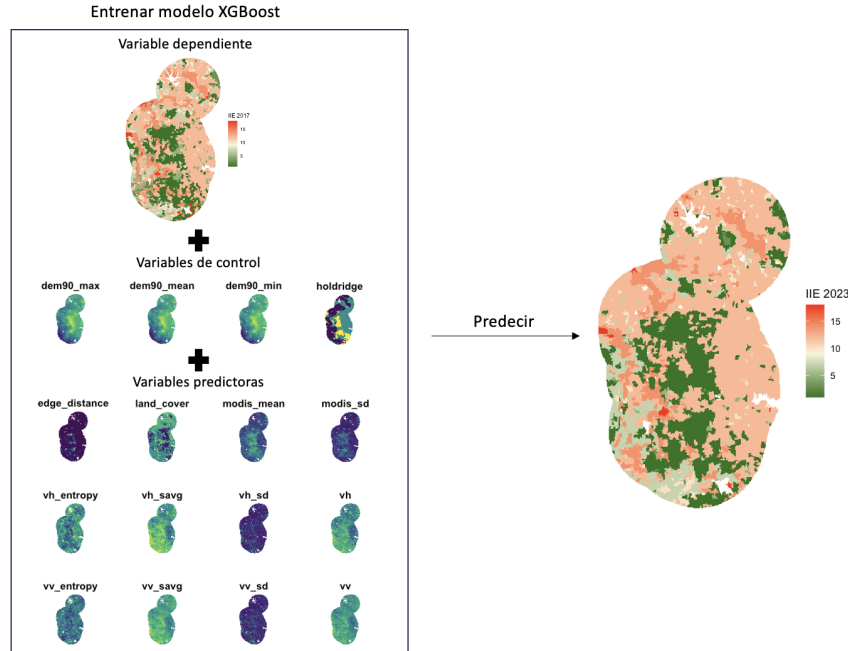 Entrenar modelo XGBoost
Variable dependiente
IIE 2017
15
10
5
Variables de control
dem90_max dem90_mean dem90_min holdridge
Variables predictoras
edge_distance land_cover modis_mean modis_sd
vh_entropy vh_savg vh_sd vh
vv_entropy vv_savg vv_sd vv
Predecir
IIE 2023
15
10
5